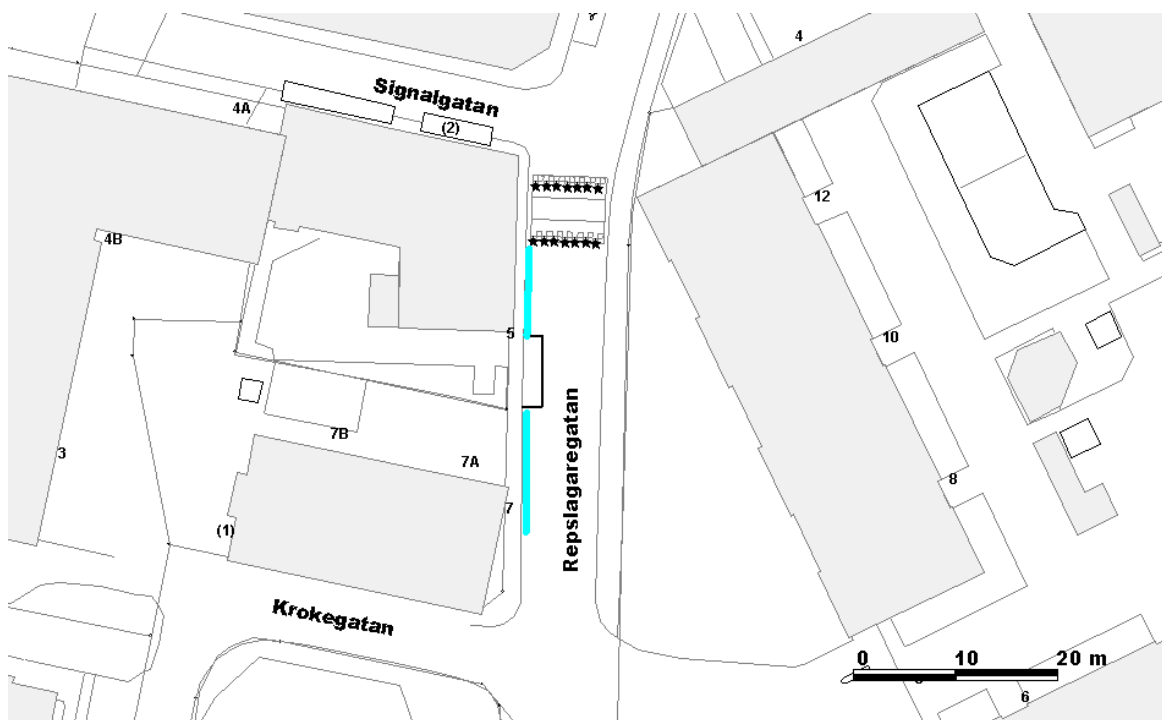 4
Signalgatan
4A
(2)
12
4B
5
10
Repslagaregatan
7B
7A
3
8
7
(1)
Krokegatan
0 10 20 m
6